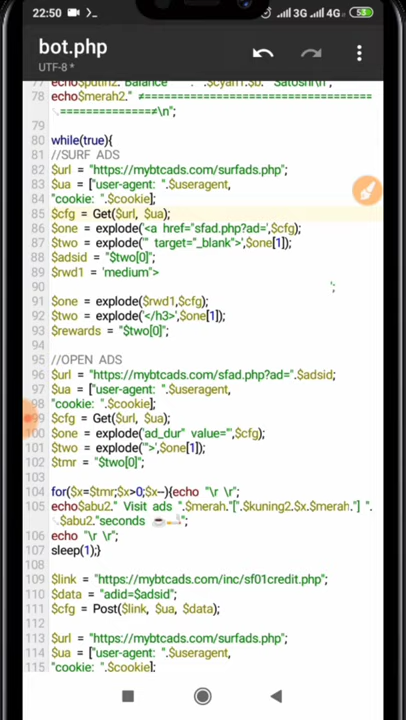 22:50
3G 4G 58
bot.php
UTF-8 *
77 echo$putih2." Balance " : ".$cyan1.$b." Satoshi\n";
78 echo$merah2." ≠==================================
================≠\n";
79
80 while(true){
81 //SURF ADS
82 $url = "https://mybtcads.com/surfads.php";
83 $ua = ["user-agent: ".$useragent,
84 "cookie: ".$cookie];
85 $cfg = Get($url, $ua);
86 $one = explode('<a href="sfad.php?ad=',$cfg);
87 $two = explode('" target="_blank">',$one[1]);
88 $adsid = "$two[0]";
89 $rwd1 = 'medium">
90 ';
91 $one = explode($rwd1,$cfg);
92 $two = explode('</h3>',$one[1]);
93 $rewards = "$two[0]";
94
95 //OPEN ADS
96 $url = "https://mybtcads.com/sfad.php?ad=".$adsid;
97 $ua = ["user-agent: ".$useragent,
98 "cookie: ".$cookie];
99 $cfg = Get($url, $ua);
100 $one = explode('ad_dur" value="',$cfg);
101 $two = explode('">',$one[1]);
102 $tmr = "$two[0]";
103
104 for($x=$tmr;$x>0;$x--){echo "\r \r";
105 echo$abu2." Visit ads ".$merah."[".$kuning2.$x.$merah."] ".
$abu2."seconds ☕🚬";
106 echo "\r \r";
107 sleep(1);}
108
109 $link = "https://mybtcads.com/inc/sf01credit.php";
110 $data = "adid=$adsid";
111 $cfg = Post($link, $ua, $data);
112
113 $url = "https://mybtcads.com/surfads.php";
114 $ua = ["user-agent: ".$useragent,
115 "cookie: ".$cookie];